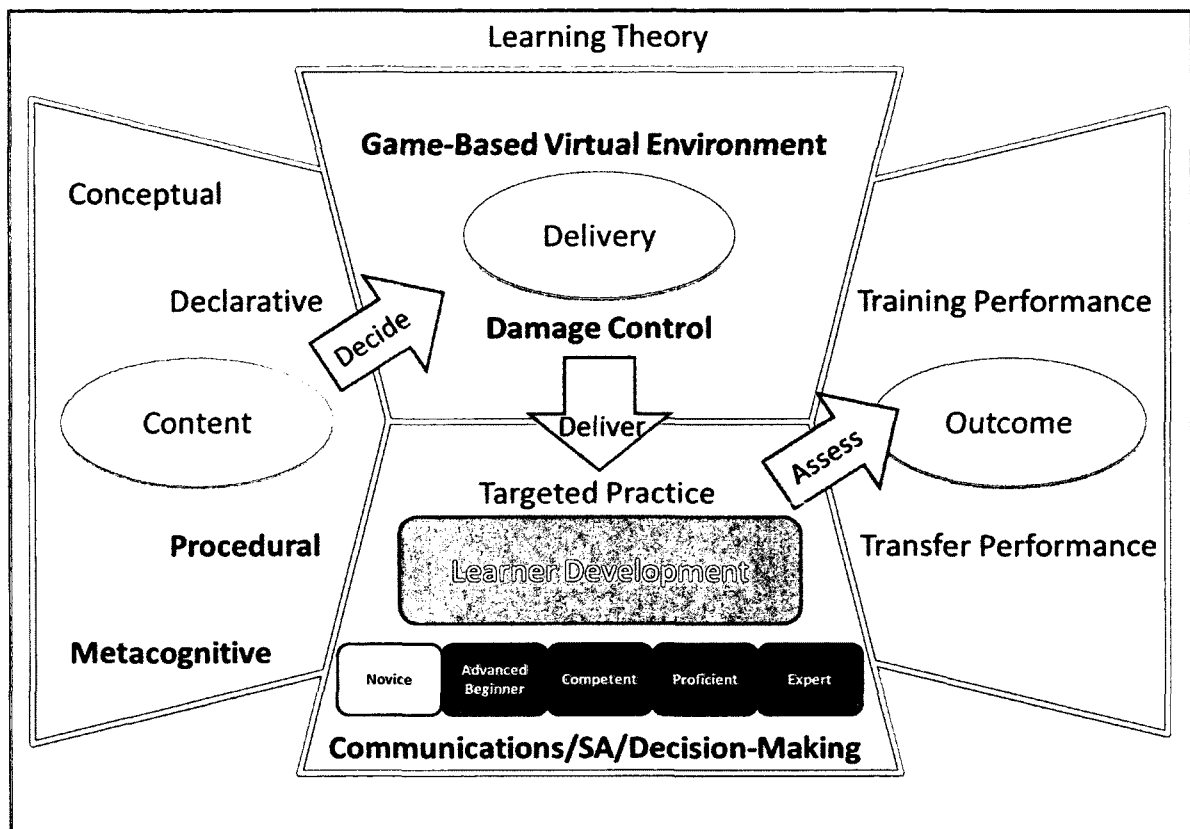 Learning Theory
Game-Based Virtual Environment
Conceptual
Delivery
Declarative
Decide
Damage Control
Training Performance
Content
Deliver
Assess
Outcome
Targeted Practice
Procedural
Learner Development
Transfer Performance
Metacognitive
Novice
Advanced
Beginner
Competent
Proficient
Expert
Communications/SA/Decision-Making